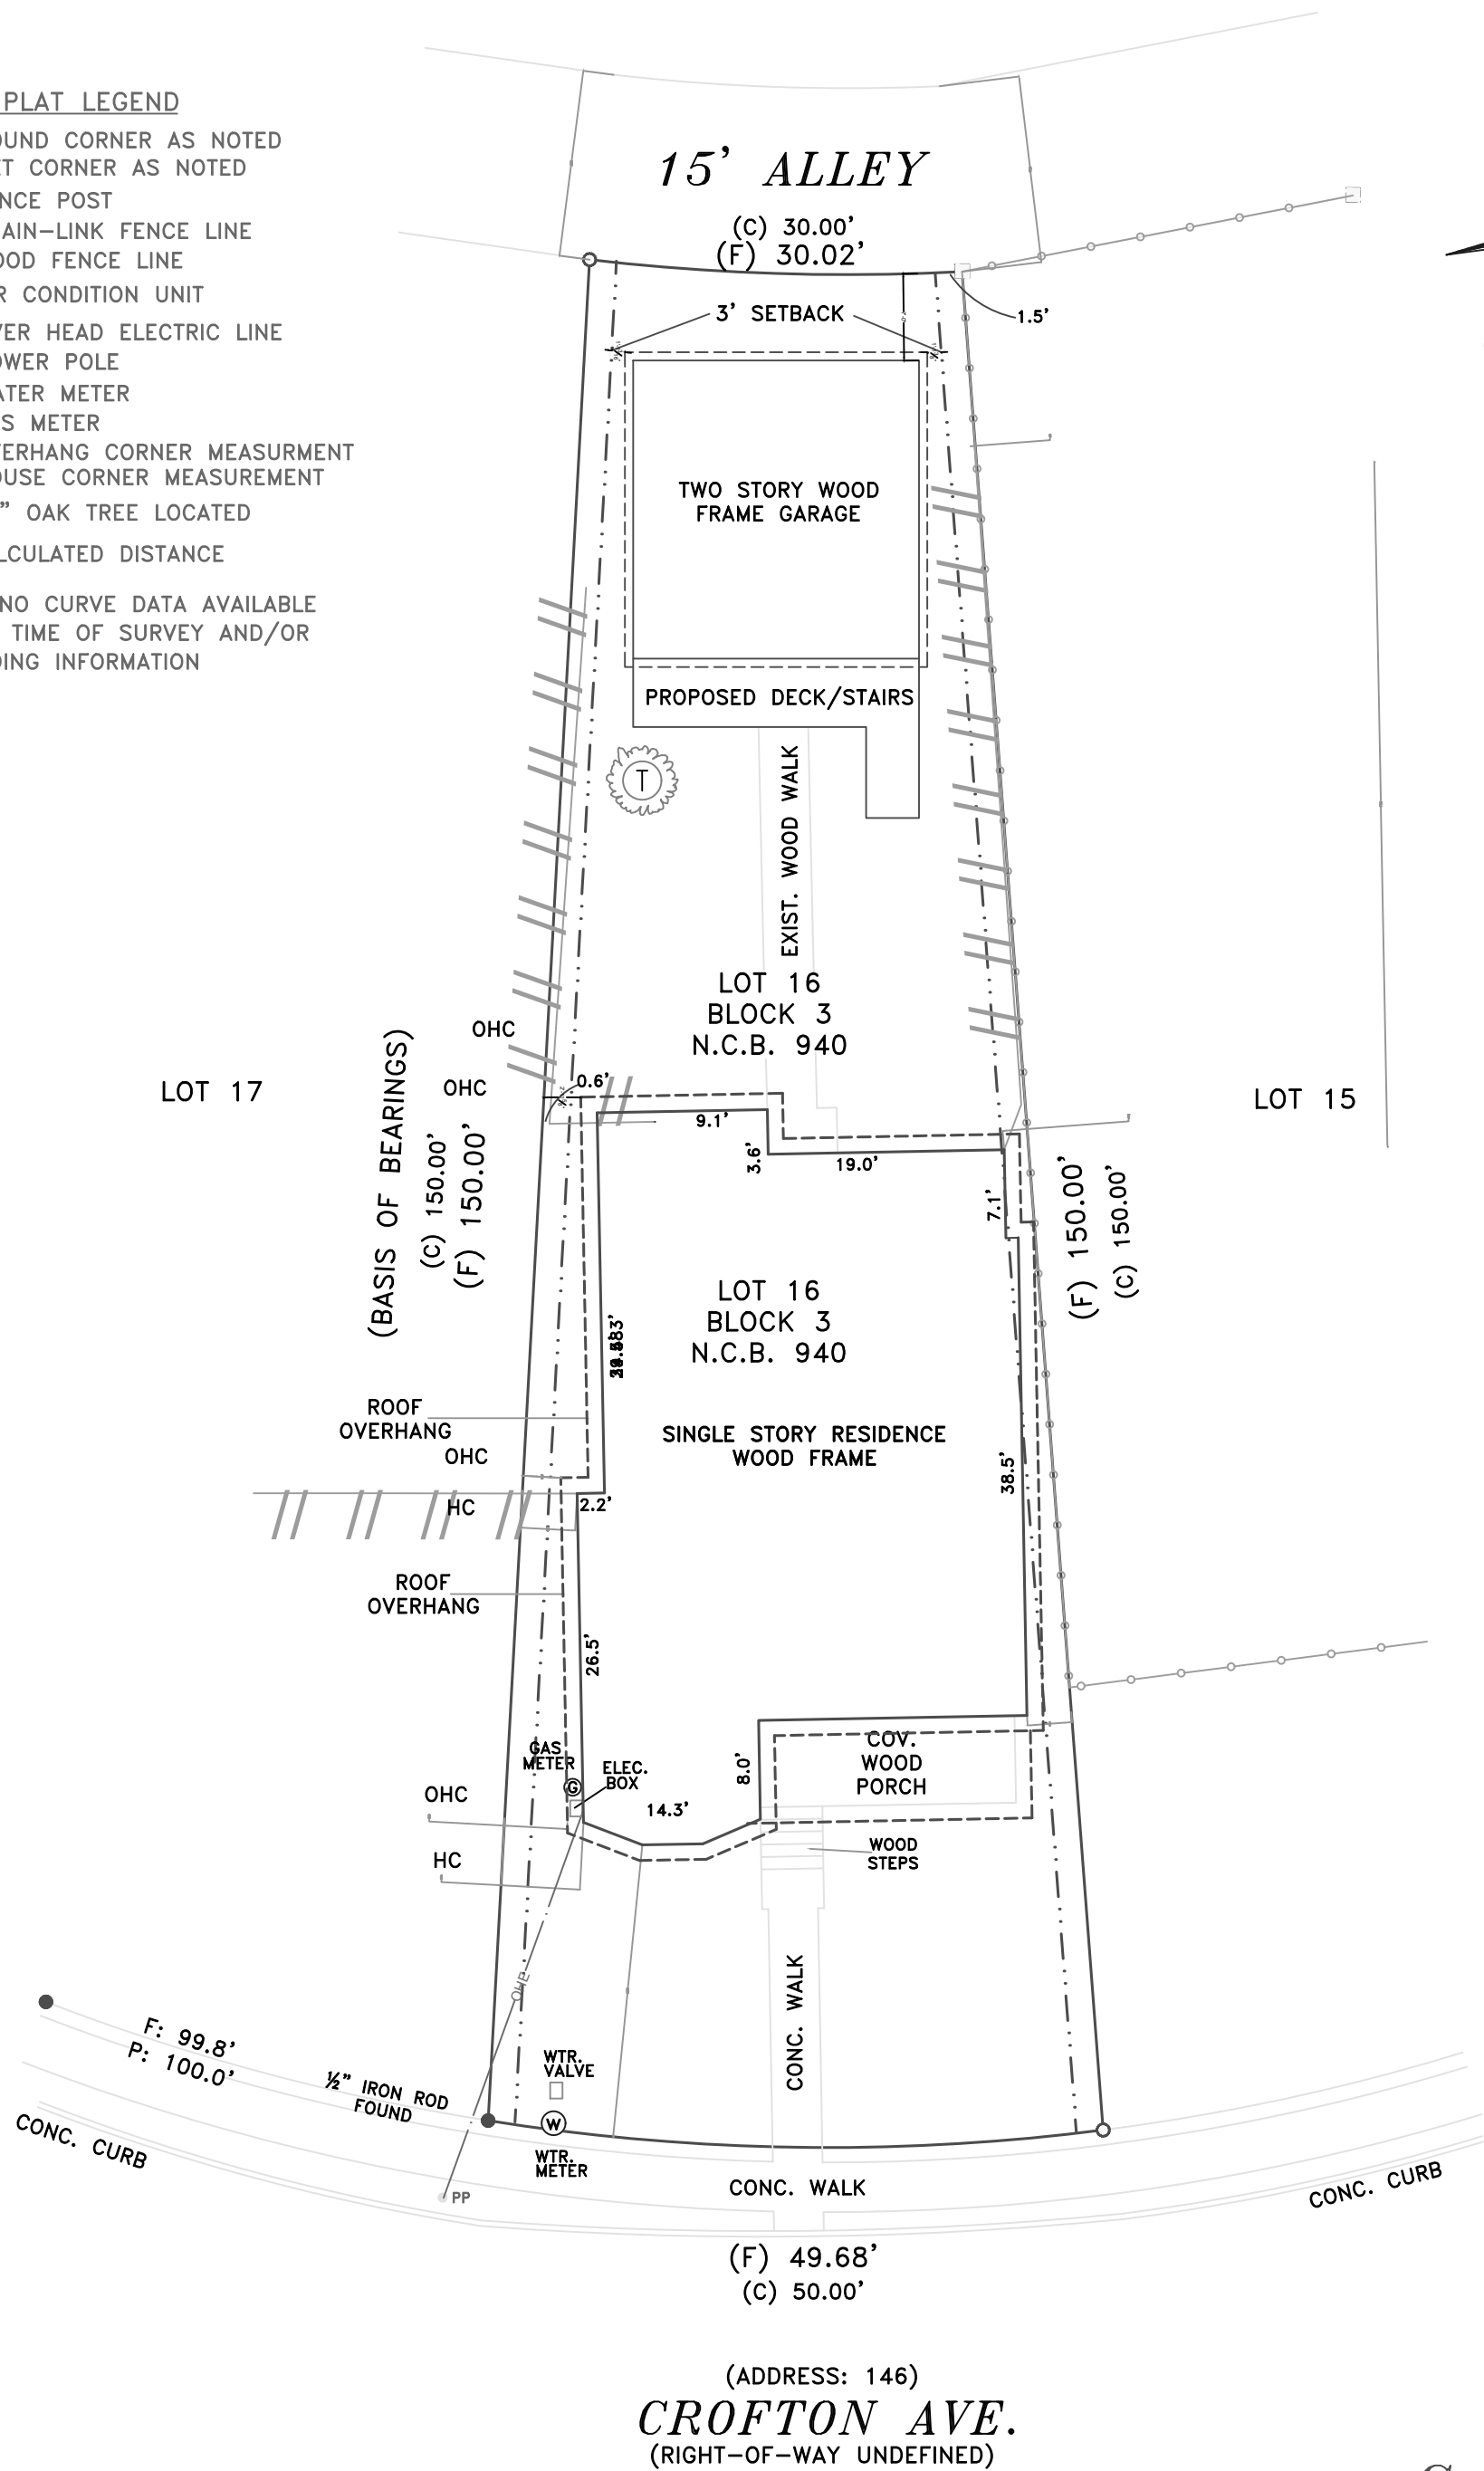 PLAT LEGEND
OUND CORNER AS NOTED
ET CORNER AS NOTED
NCE POST
AIN-LINK FENCE LINE
OOD FENCE LINE
R CONDITION UNIT
VER HEAD ELECTRIC LINE
OWER POLE
ATER METER
S METER
VERHANG CORNER MEASURMENT
OUSE CORNER MEASUREMENT
" OAK TREE LOCATED
LCULATED DISTANCE
NO CURVE DATA AVAILABLE
TIME OF SURVEY AND/OR
DING INFORMATION
15' ALLEY
(C) 30.00'
(F) 30.02'
3' SETBACK
1.5'
TWO STORY WOOD
FRAME GARAGE
PROPOSED DECK/STAIRS
T
EXIST. WOOD WALK
LOT 16
BLOCK 3
N.C.B. 940
OHC
OHC
LOT 17
LOT 15
0.6'
9.1'
3.6'
19.0'
7.1'
(BASIS OF BEARINGS)
(C) 150.00'
(F) 150.00'
(F) 150.00'
(C) 150.00'
LOT 16
BLOCK 3
N.C.B. 940
ROOF
OVERHANG
SINGLE STORY RESIDENCE
WOOD FRAME
OHC
38.5'
HC
2.2'
ROOF
OVERHANG
26.5'
GAS
METER
G
ELEC.
BOX
8.0'
COV.
WOOD
PORCH
OHC
14.3'
HC
WOOD
STEPS
OHE
CONC. WALK
F: 99.8'
P: 100.0'
½" IRON ROD
FOUND
WTR.
VALVE
W
WTR.
METER
CONC. CURB
PP
CONC. WALK
CONC. CURB
(F) 49.68'
(C) 50.00'
(ADDRESS: 146)
CROFTON AVE.
(RIGHT-OF-WAY UNDEFINED)